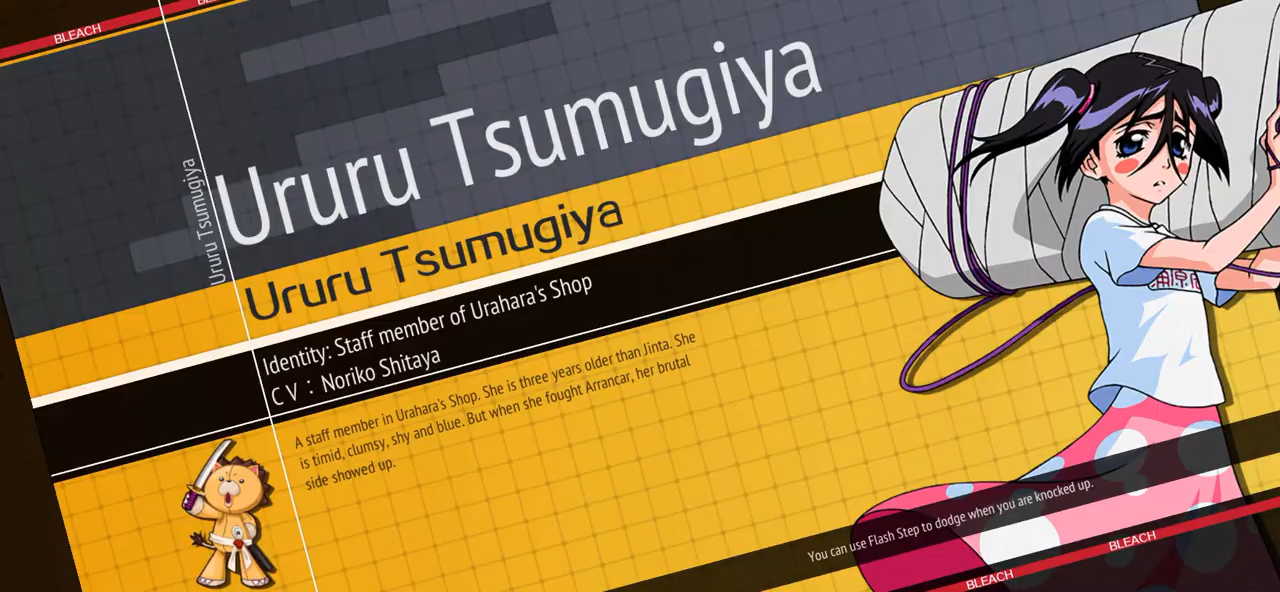 BLEACH
Ururu Tsumugiya
Ururu Tsumugiya
Ururu Tsumugiya
Identity: Staff member of Urahara's Shop
CV : Noriko Shitaya
A staff member in Urahara's Shop. She is three years older than Jinta. She
is timid, clumsy, shy and blue. But when she fought Arrancar, her brutal
side showed up.
You can use Flash Step to dodge when you are knocked up.
BLEACH
BLEACH